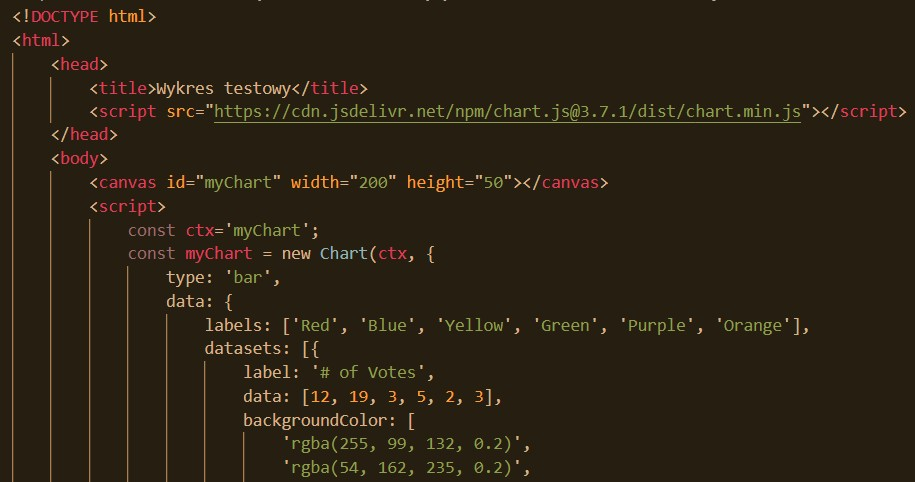 <!DOCTYPE html>
<html>
<head>
<title>Wykres testowy</title>
<script src="https://cdn.jsdelivr.net/npm/chart.js@3.7.1/dist/chart.min.js"></script>
</head>
<body>
<canvas id="myChart" width="200" height="50"></canvas>
<script>
const ctx='myChart';
const myChart = new Chart(ctx, {
type: 'bar',
data: {
labels: ['Red', 'Blue', 'Yellow', 'Green', 'Purple', 'Orange'],
datasets: [{
label: '# of Votes',
data: [12, 19, 3, 5, 2, 3],
backgroundColor: [
'rgba(255, 99, 132, 0.2)',
'rgba(54, 162, 235, 0.2)',